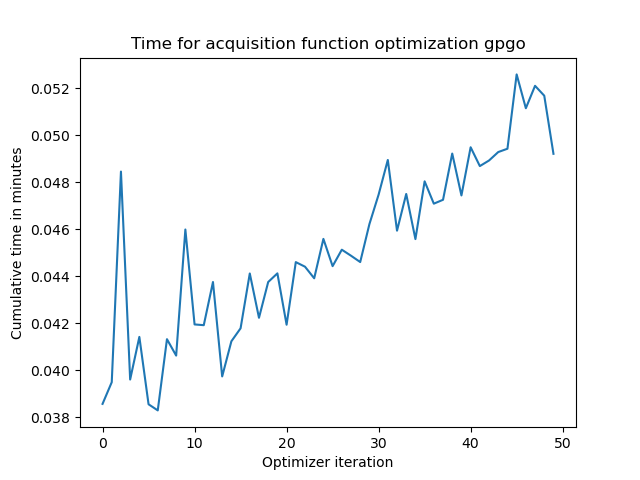 Time for acquisition function optimization gpgo
Cumulative time in minutes
0.052
0.050
0.048
0.046
0.044
0.042
0.040
0.038
0 10 20 30 40 50
Optimizer iteration